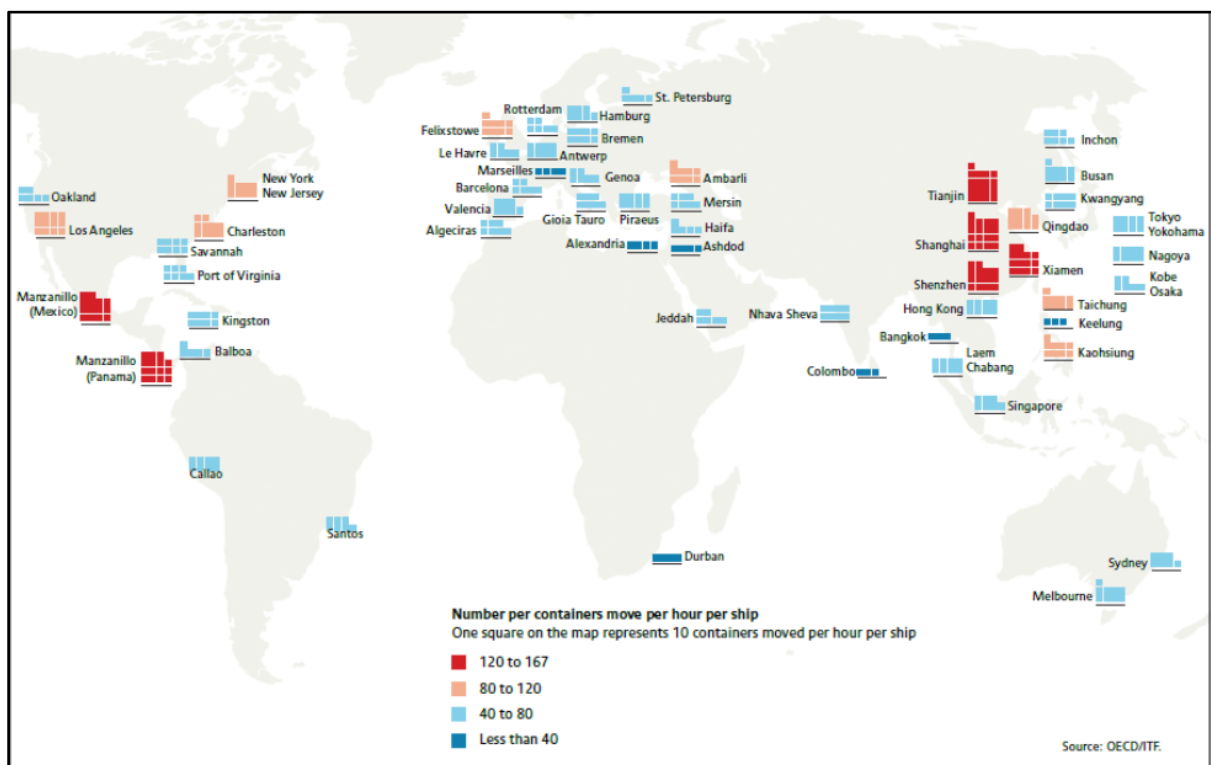 St. Petersburg
Rotterdam
Hamburg
Felixstowe
Bremen
Le Havre
Antwerp
Marseilles
Genoa
Ambarli
Barcelona
Mersin
Valencia
Gioia Tauro
Piraeus
Algeciras
Haifa
Alexandria
Ashdod
New York
New Jersey
Oakland
Los Angeles
Charleston
Savannah
Port of Virginia
Manzanillo
(Mexico)
Kingston
Manzanillo
(Panama)
Balboa
Callao
Santos
Jeddah
Nhava Sheva
Durban
Colombo
Inchon
Busan
Tianjin
Kwangyang
Qingdao
Tokyo
Yokohama
Shanghai
Nagoya
Xiamen
Shenzhen
Kobe
Osaka
Hong Kong
Taichung
Keelung
Bangkok
Laem
Chabang
Kaohsiung
Singapore
Sydney
Melbourne
Number per containers move per hour per ship
One square on the map represents 10 containers moved per hour per ship
120 to 167
80 to 120
40 to 80
Less than 40
Source: OECD/ITF.